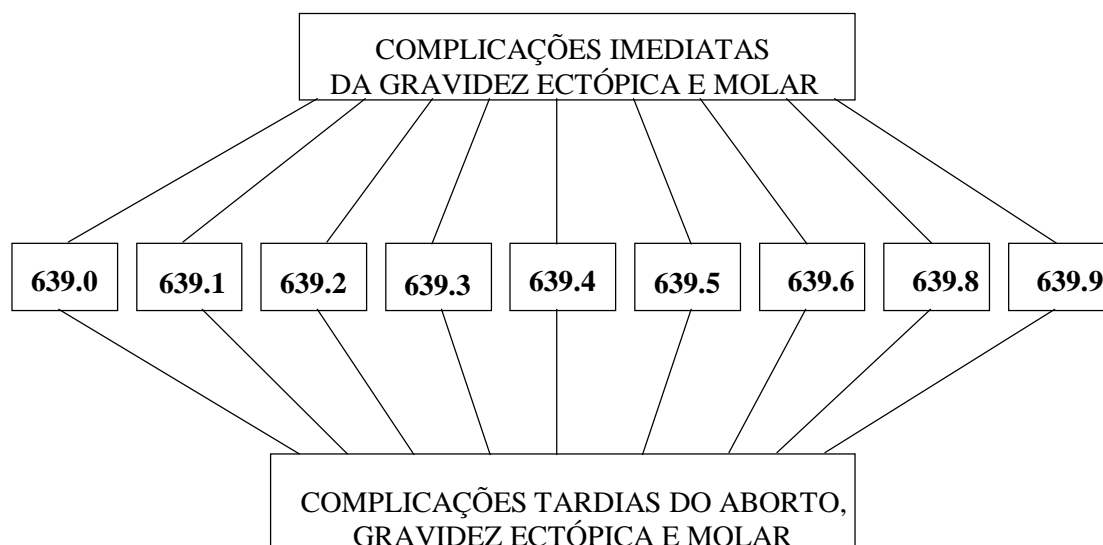 COMPLICAÇÕES IMEDIATAS
DA GRAVIDEZ ECTÓPICA E MOLAR
639.0 639.1 639.2 639.3 639.4 639.5 639.6 639.8 639.9
COMPLICAÇÕES TARDIAS DO ABORTO,
GRAVIDEZ ECTÓPICA E MOLAR